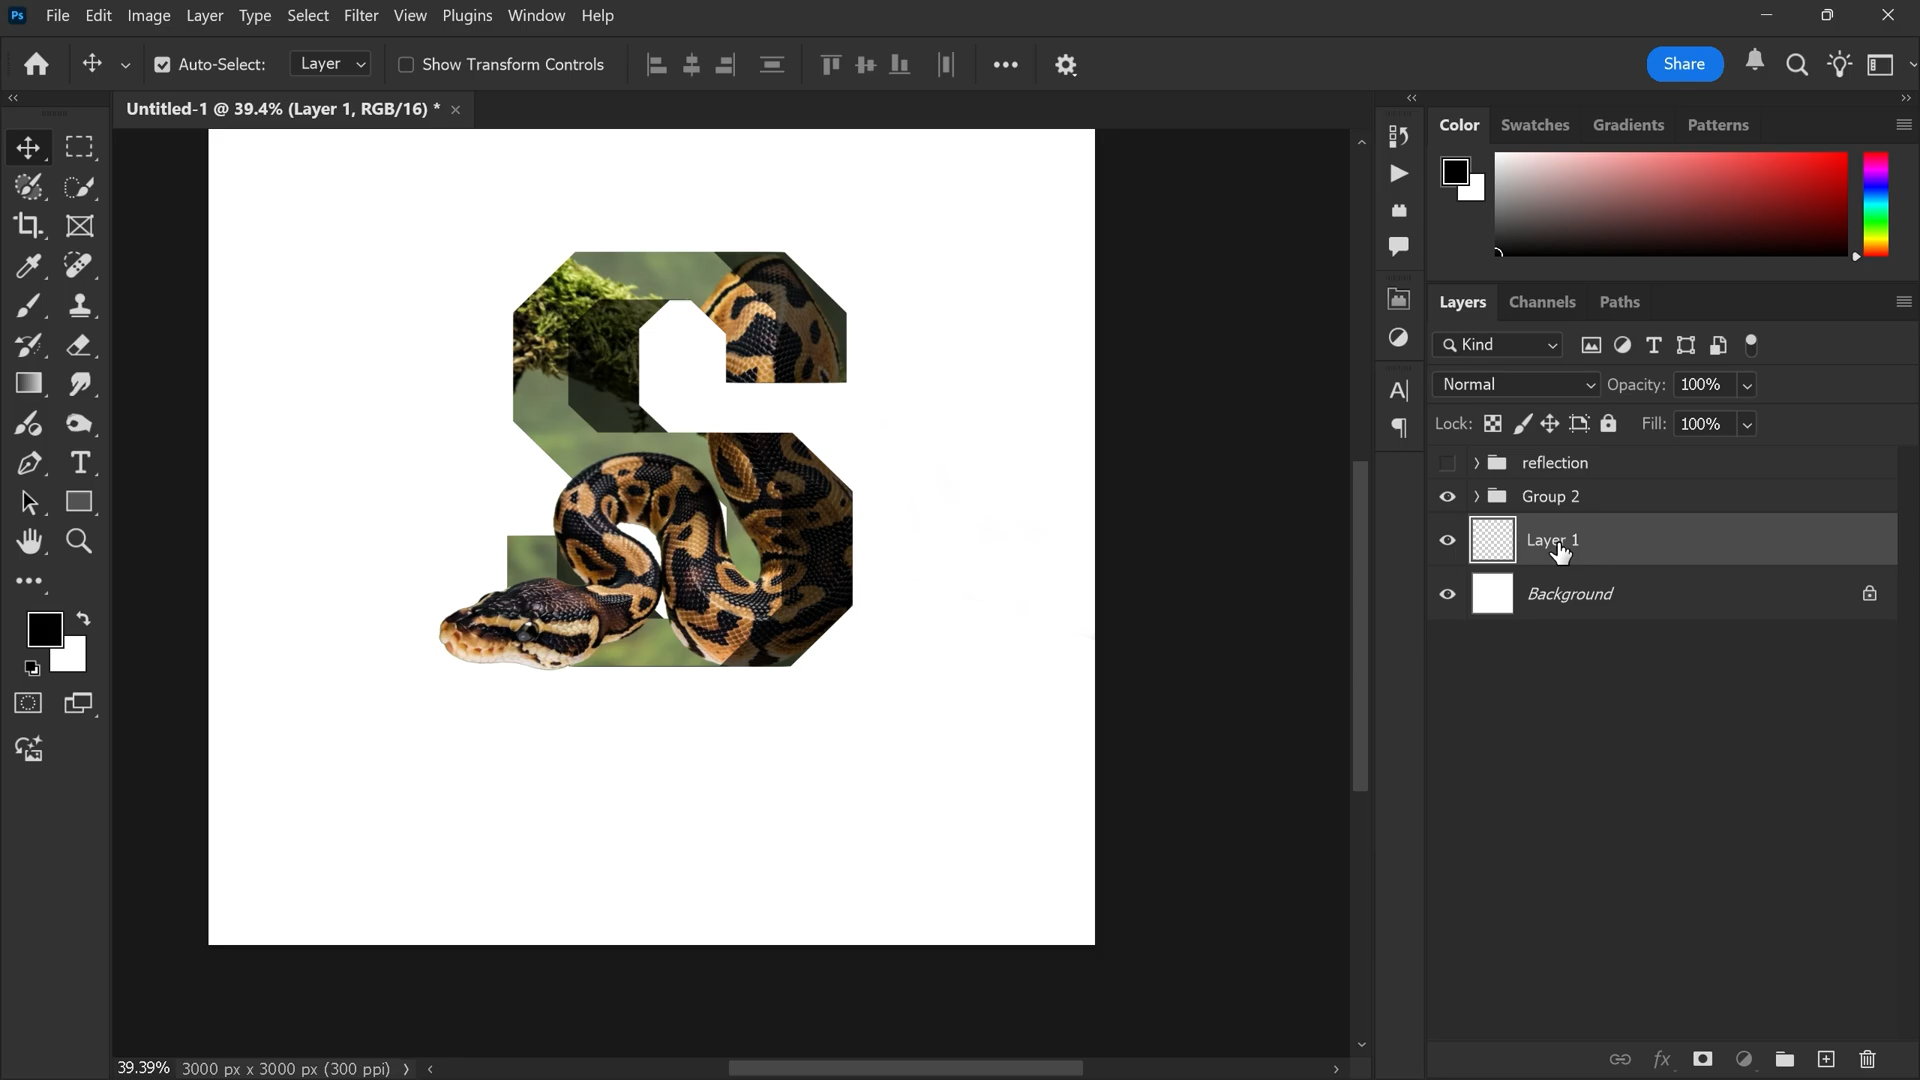 Ps File Edit Image Layer Type Select Filter View Plugins Window Help
Auto-Select: Layer Show Transform Controls Share
Untitled-1 @ 39.4% (Layer 1, RGB/16) *
Color Swatches Gradients Patterns
Layers Channels Paths
Kind
Normal Opacity: 100%
Lock: Fill: 100%
reflection
Group 2
Layer 1
Background
39.39% 3000 px x 3000 px (300 ppi)